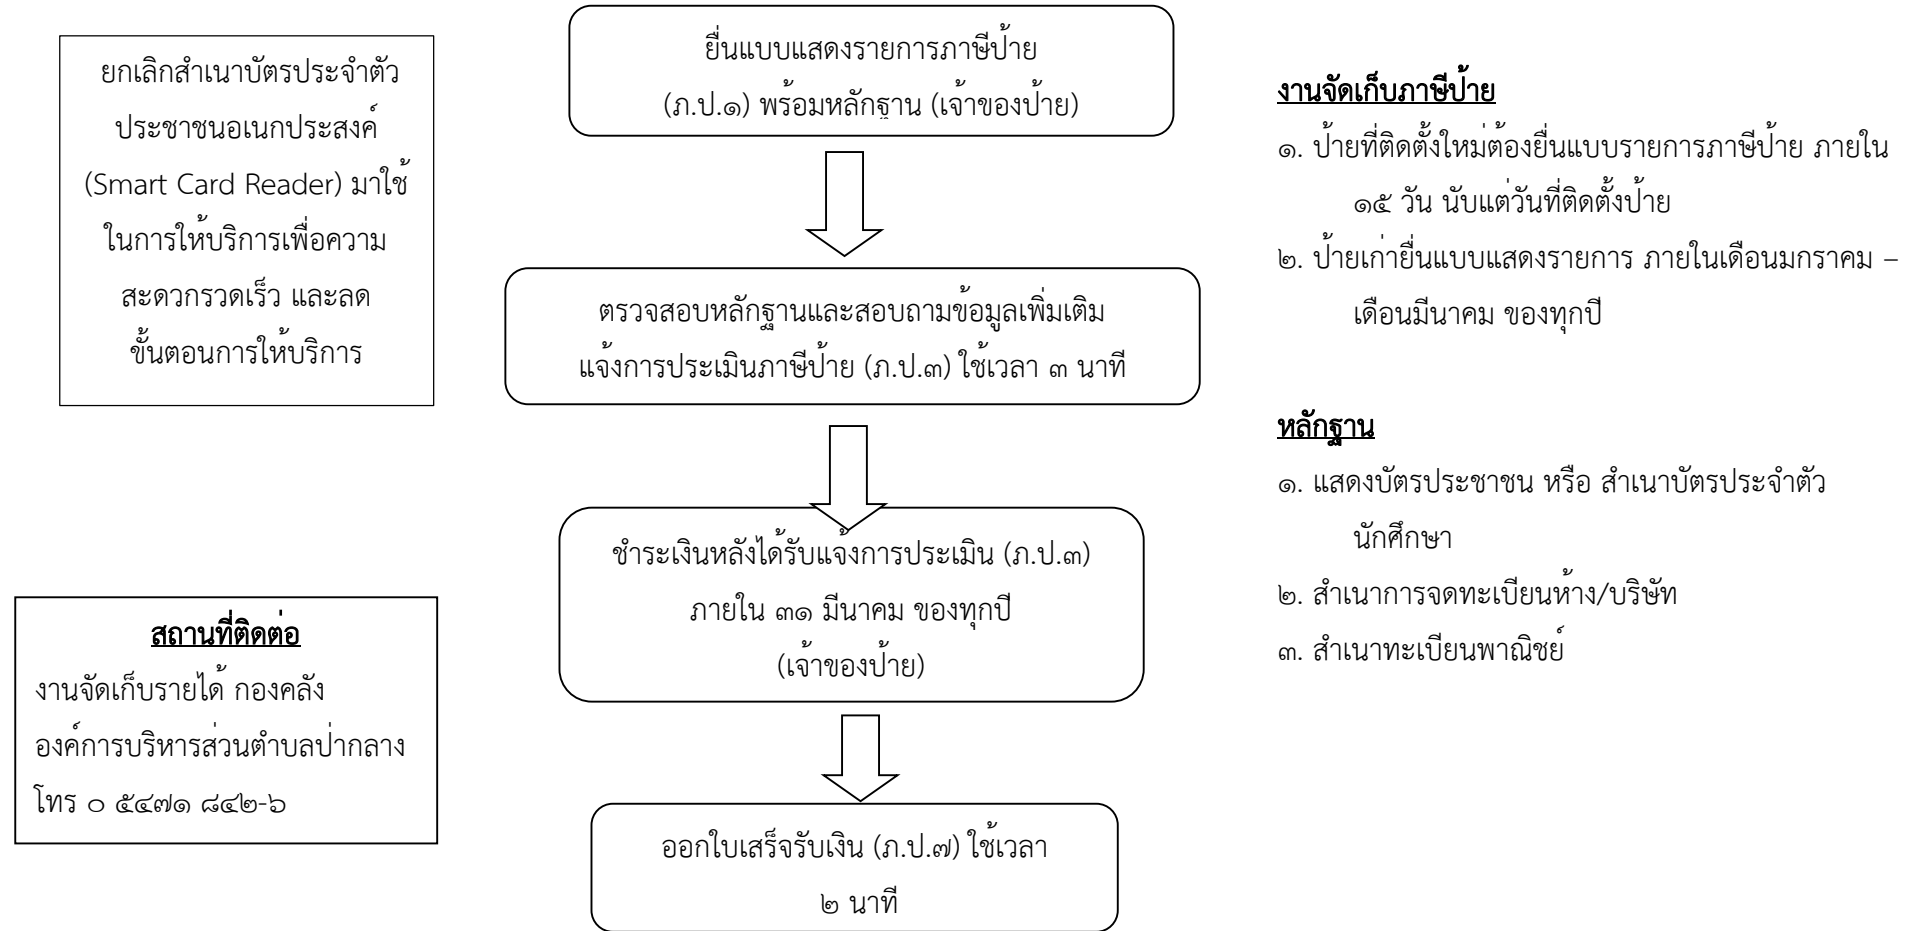 ยกเลิกสำเนาบัตรประจำตัว
ประชาชนอเนกประสงค์
(Smart Card Reader) มาใช้
ในการให้บริการเพื่อความ
สะดวกรวดเร็ว และลด
ขั้นตอนการให้บริการ
สถานที่ติดต่อ
งานจัดเก็บรายได้ กองคลัง
องค์การบริหารส่วนตำบลป่ากลาง
โทร ๐ ๕๔๗๑ ๘๔๒-๖
ยื่นแบบแสดงรายการภาษีป้าย
(ภ.ป.๑) พร้อมหลักฐาน (เจ้าของป้าย)
ตรวจสอบหลักฐานและสอบถามข้อมูลเพิ่มเติม
แจ้งการประเมินภาษีป้าย (ภ.ป.๓) ใช้เวลา ๓ นาที
ชำระเงินหลังได้รับแจ้งการประเมิน (ภ.ป.๓)
ภายใน ๓๑ มีนาคม ของทุกปี
(เจ้าของป้าย)
ออกใบเสร็จรับเงิน (ภ.ป.๗) ใช้เวลา
๒ นาที
งานจัดเก็บภาษีป้าย
๑. ป้ายที่ติดตั้งใหม่ต้องยื่นแบบรายการภาษีป้าย ภายใน
๑๕ วัน นับแต่วันที่ติดตั้งป้าย
๒. ป้ายเก่ายื่นแบบแสดงรายการ ภายในเดือนมกราคม –
เดือนมีนาคม ของทุกปี
หลักฐาน
๑. แสดงบัตรประชาชน หรือ สำเนาบัตรประจำตัว
นักศึกษา
๒. สำเนาการจดทะเบียนห้าง/บริษัท
๓. สำเนาทะเบียนพาณิชย์